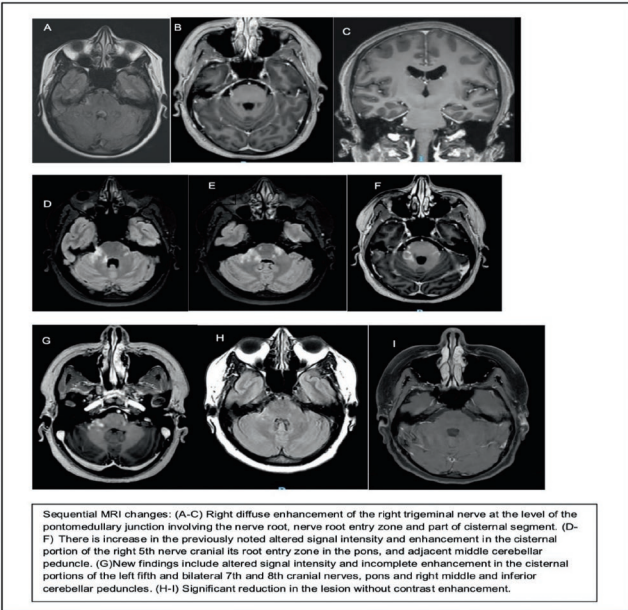 A
B
C
D
E
F
G
H
I
Sequential MRI changes: (A-C) Right diffuse enhancement of the right trigeminal nerve at the level of the
pontomedullary junction involving the nerve root, nerve root entry zone and part of cisternal segment. (D-
F) There is increase in the previously noted altered signal intensity and enhancement in the cisternal
portion of the right 5th nerve cranial its root entry zone in the pons, and adjacent middle cerebellar
peduncle. (G)New findings include altered signal intensity and incomplete enhancement in the cisternal
portions of the left fifth and bilateral 7th and 8th cranial nerves, pons and right middle and inferior
cerebellar peduncles. (H-I) Significant reduction in the lesion without contrast enhancement.